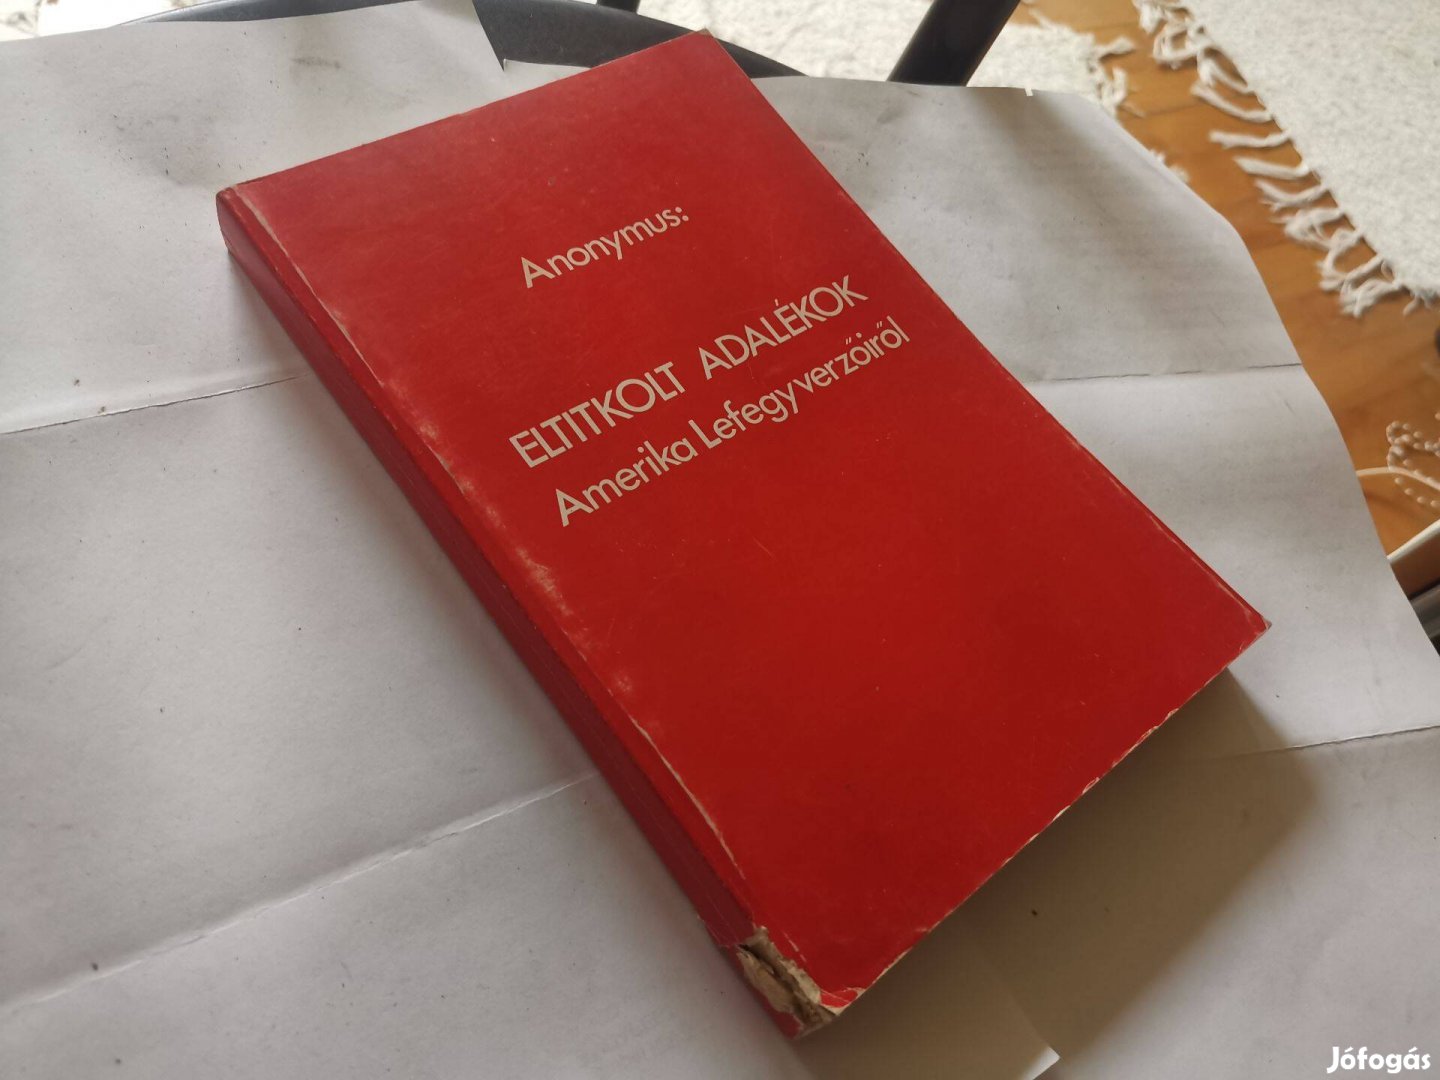 Anonymus:
ELTITKOLT ADALÉKOK
Amerika Lefegyverzőiről
Jófogás